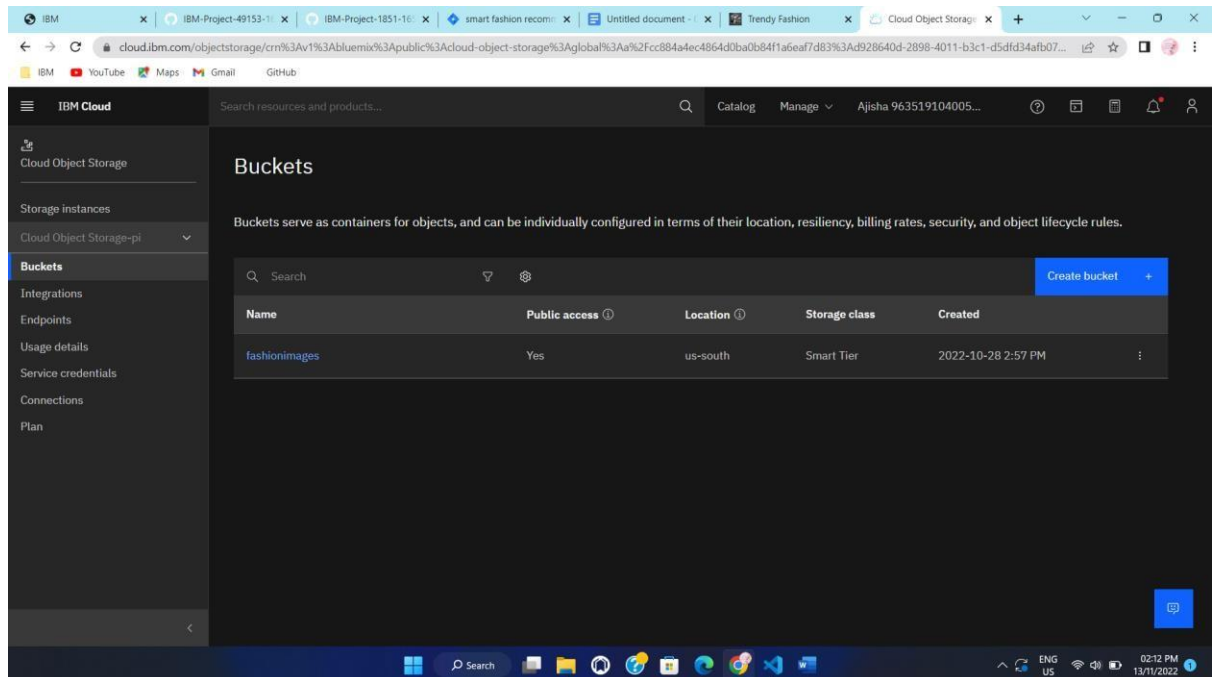 IBM
IBM-Project-49153-1
IBM-Project-1851-16
smart fashion recom
Untitled document -
Trendy Fashion
Cloud Object Storage
cloud.ibm.com/objectstorage/crn%3Av1%3Abluemix%3Apublic%3Acloud-object-storage%3Aglobal%3Aa%2Fcc884a4ec4864d0ba0b84f1a6eaf7d83%3Ad928640d-2898-4011-b3c1-d5dfd34afb07...
IBM YouTube Maps Gmail GitHub
IBM Cloud
Search resources and products...
Catalog Manage Ajisha 963519104005...
Cloud Object Storage
Storage instances
Cloud Object Storage-pi
Buckets
Integrations
Endpoints
Usage details
Service credentials
Connections
Plan
Buckets
Buckets serve as containers for objects, and can be individually configured in terms of their location, resiliency, billing rates, security, and object lifecycle rules.
Search
Create bucket +
Name Public access Location Storage class Created
fashionimages Yes us-south Smart Tier 2022-10-28 2:57 PM
Search
ENG
US
02:12 PM
13/11/2022
1